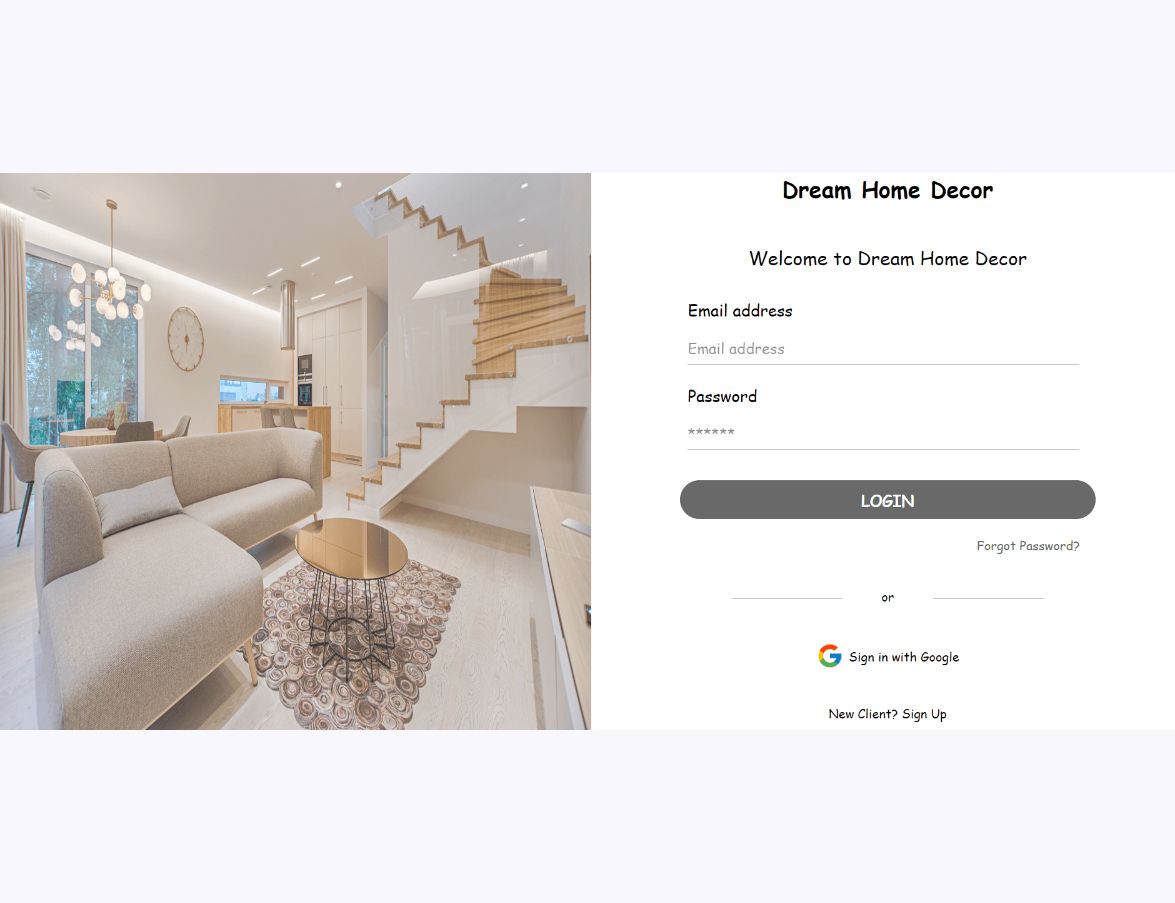 Dream Home Decor
Welcome to Dream Home Decor
Email address
Email address
Password
******
LOGIN
Forgot Password?
or
Sign in with Google
New Client? Sign Up